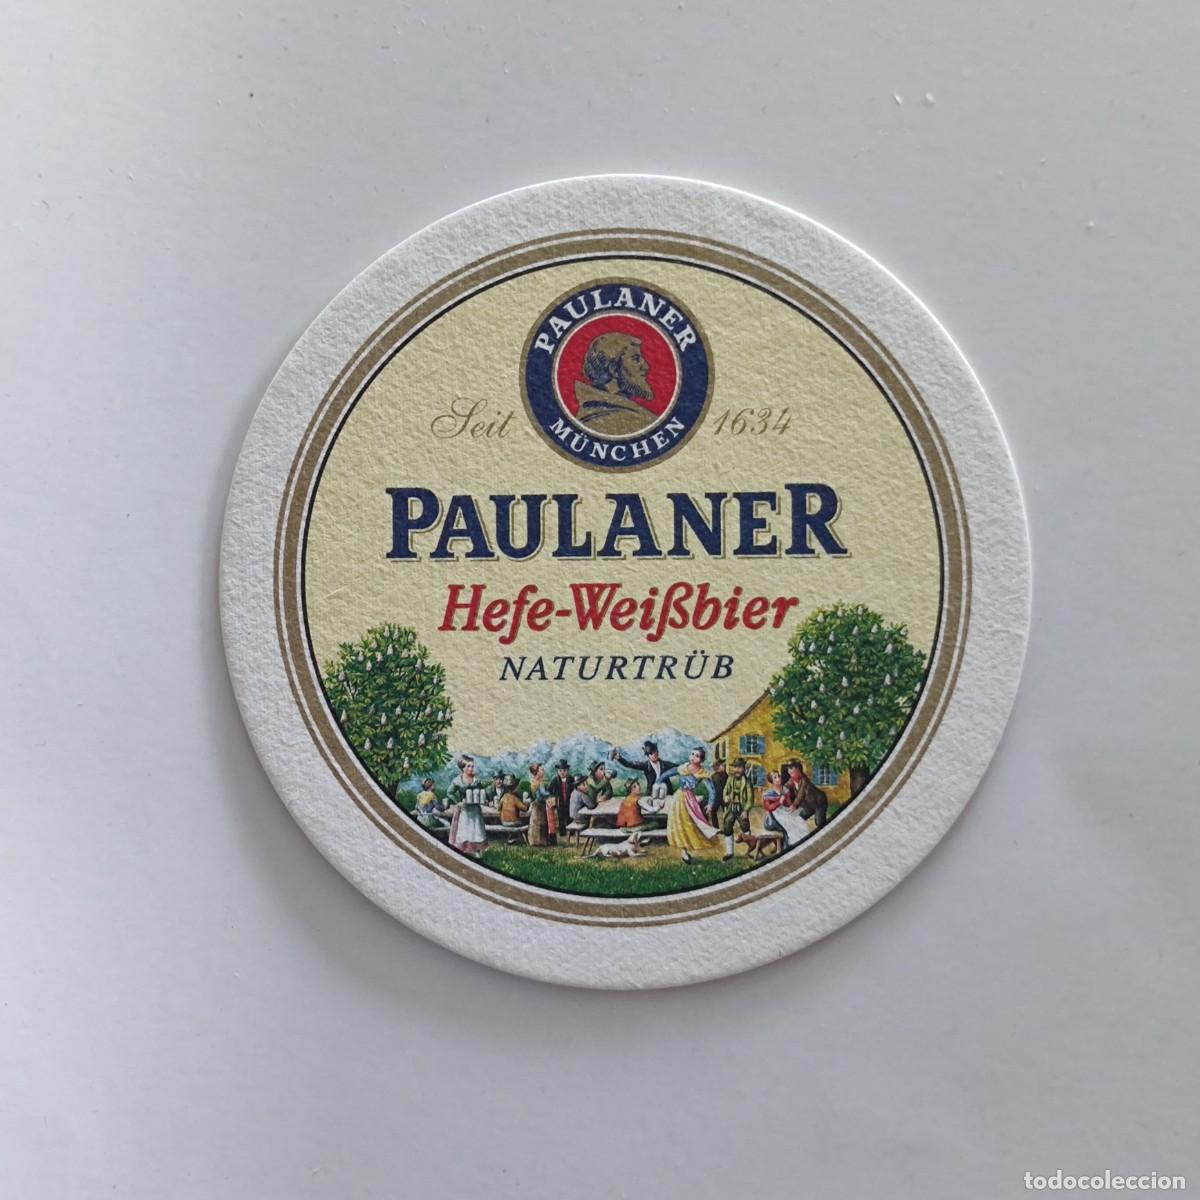 PAULANER
MÜNCHEN
Seit 1634
PAULANER
Hefe-Weißbier
NATURTRÜB
todocoleccion